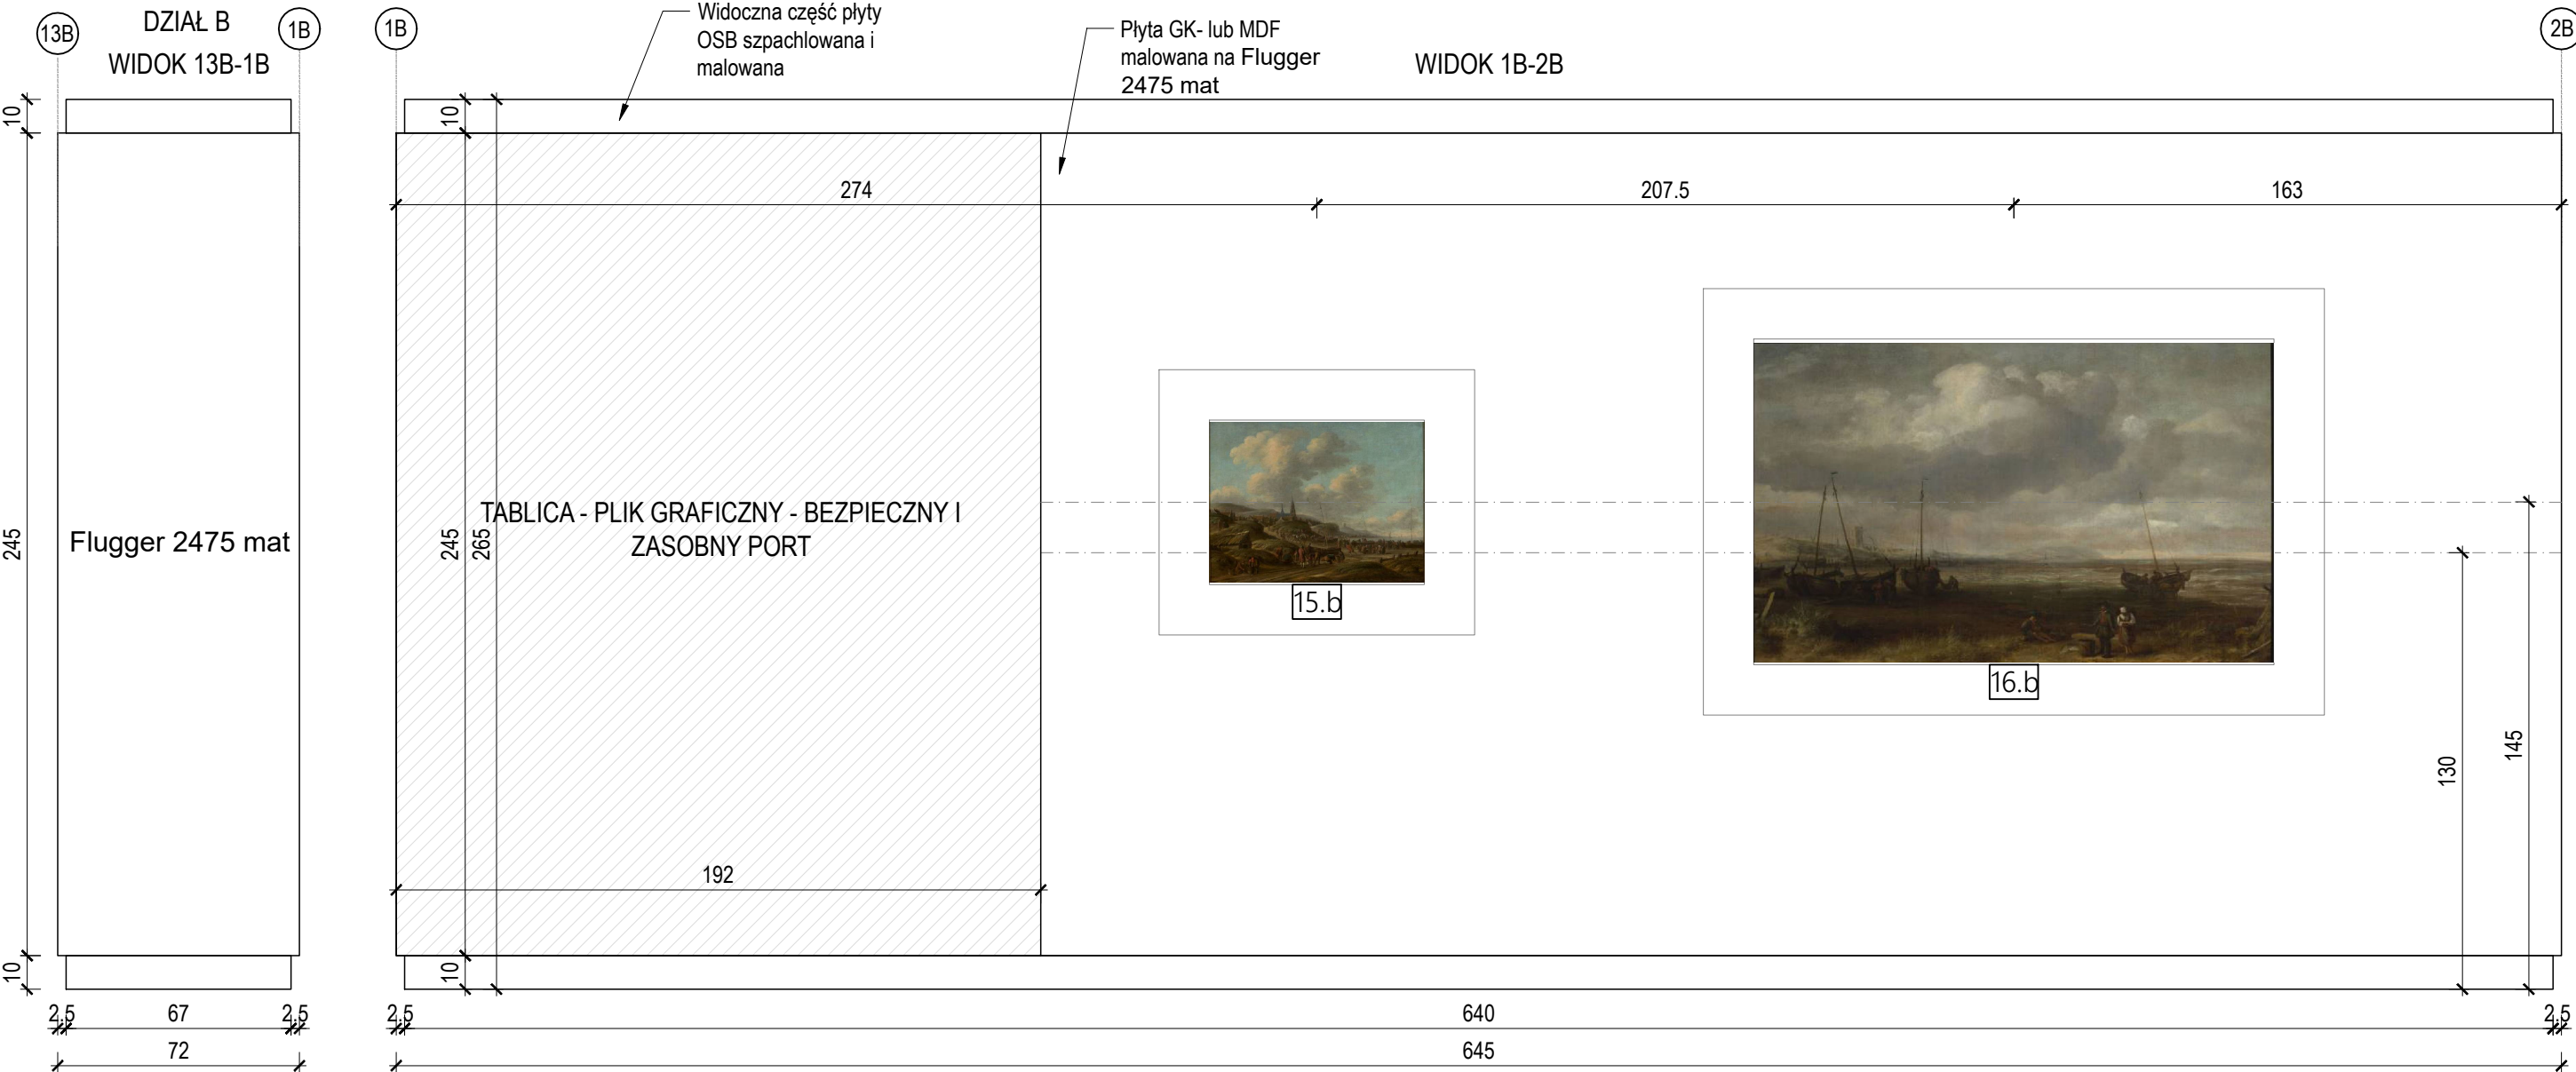 13B
DZIAŁ B
WIDOK 13B-1B
1B
1B
Widoczna część płyty
OSB szpachlowana i
malowana
Płyta GK- lub MDF
malowana na Flugger
2475 mat
WIDOK 1B-2B
2B
10
10
274
207.5
163
245
Flugger 2475 mat
245
265
TABLICA - PLIK GRAFICZNY - BEZPIECZNY I
ZASOBNY PORT
15.b
16.b
130
145
192
10
10
2.5
67
2.5
2.5
640
2.5
72
645